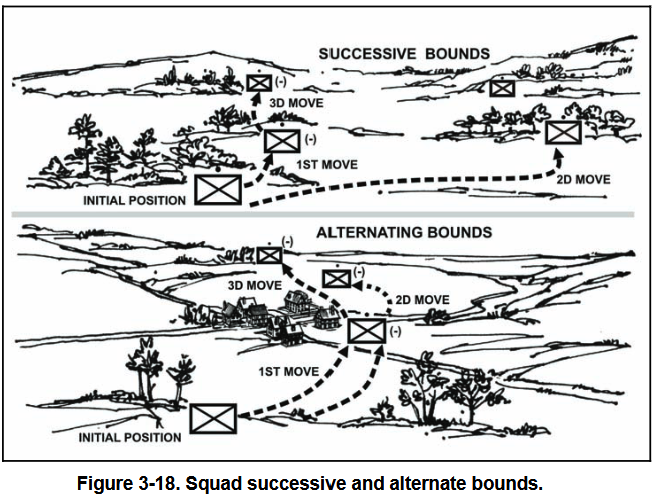 SUCCESSIVE BOUNDS
(-)
3D MOVE
(-)
1ST MOVE
INITIAL POSITION
2D MOVE
ALTERNATING BOUNDS
(-)
(-)
3D MOVE
2D MOVE
(-)
1ST MOVE
INITIAL POSITION
Figure 3-18. Squad successive and alternate bounds.